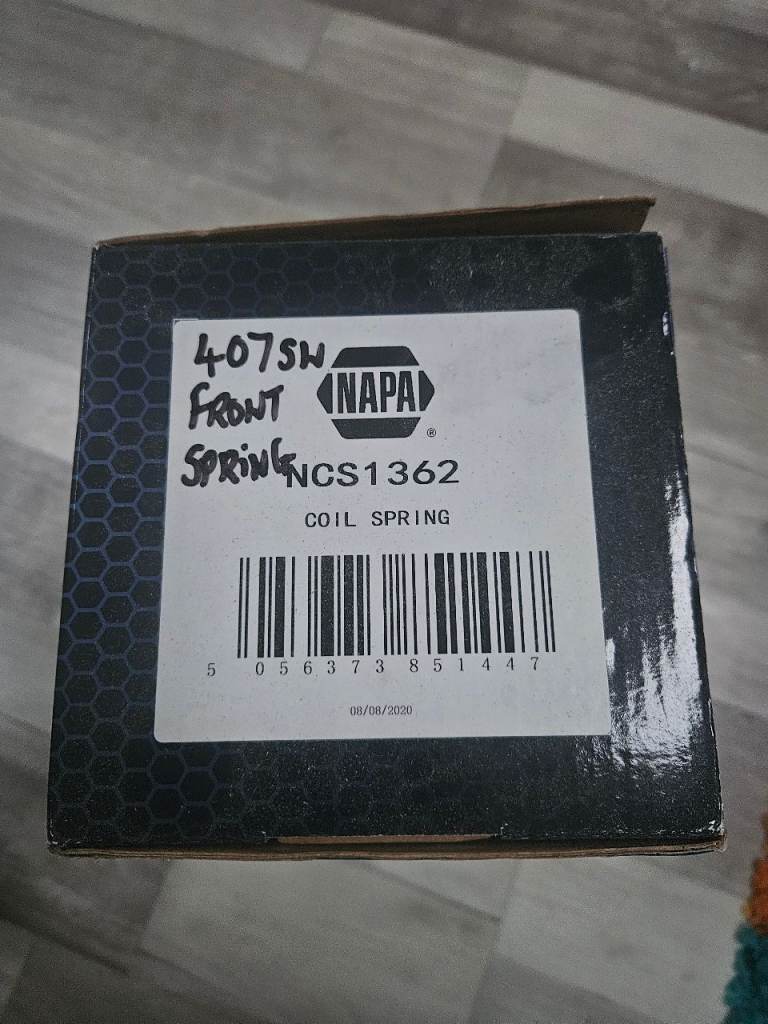 407SW
FRONT
SPRING
NAPA
®
NCS1362
COIL SPRING
5 056373 851447
08/08/2020